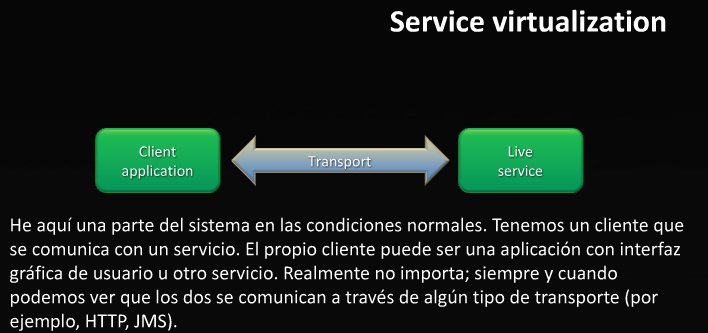 Service virtualization
Client
application
Transport
Live
service
He aquí una parte del sistema en las condiciones normales. Tenemos un cliente que
se comunica con un servicio. El propio cliente puede ser una aplicación con interfaz
gráfica de usuario u otro servicio. Realmente no importa; siempre y cuando
podemos ver que los dos se comunican a través de algún tipo de transporte (por
ejemplo, HTTP, JMS).